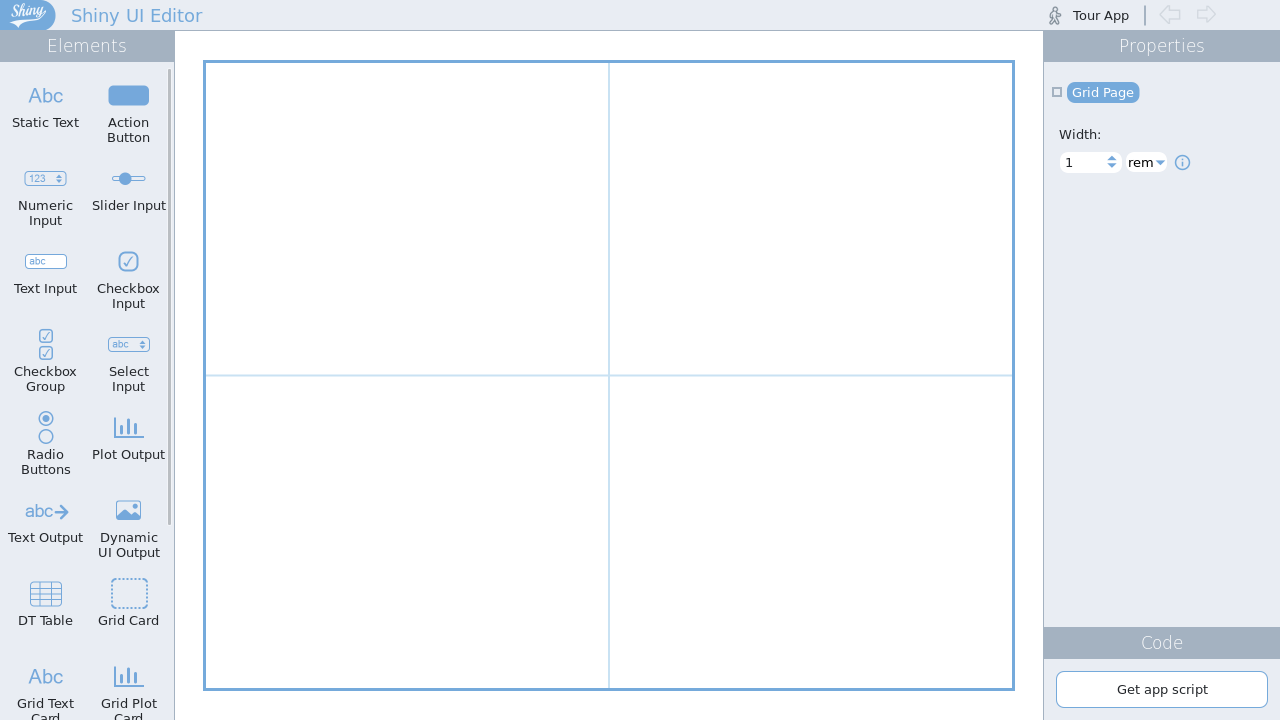 Shiny
Shiny UI Editor
Tour App
Elements
Properties
Abc
Static Text
Action
Button
Grid Page
Width:
1
rem
123
Numeric
Input
Slider Input
abc
Text Input
Checkbox
Input
Checkbox
Group
abc
Select
Input
Radio
Buttons
Plot Output
abc
Text Output
Dynamic
UI Output
DT Table
Grid Card
Abc
Grid Text
Card
Grid Plot
Card
Code
Get app script